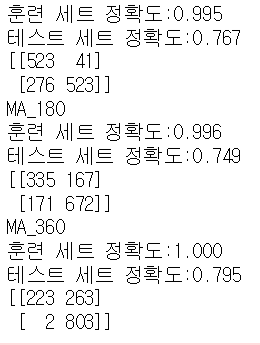 훈련 세트 정확도:0.995
테스트 세트 정확도:0.767
[[523  41]
 [276 523]]
MA_180
훈련 세트 정확도:0.996
테스트 세트 정확도:0.749
[[335 167]
 [171 672]]
MA_360
훈련 세트 정확도:1.000
테스트 세트 정확도:0.795
[[223 263]
 [  2 803]]